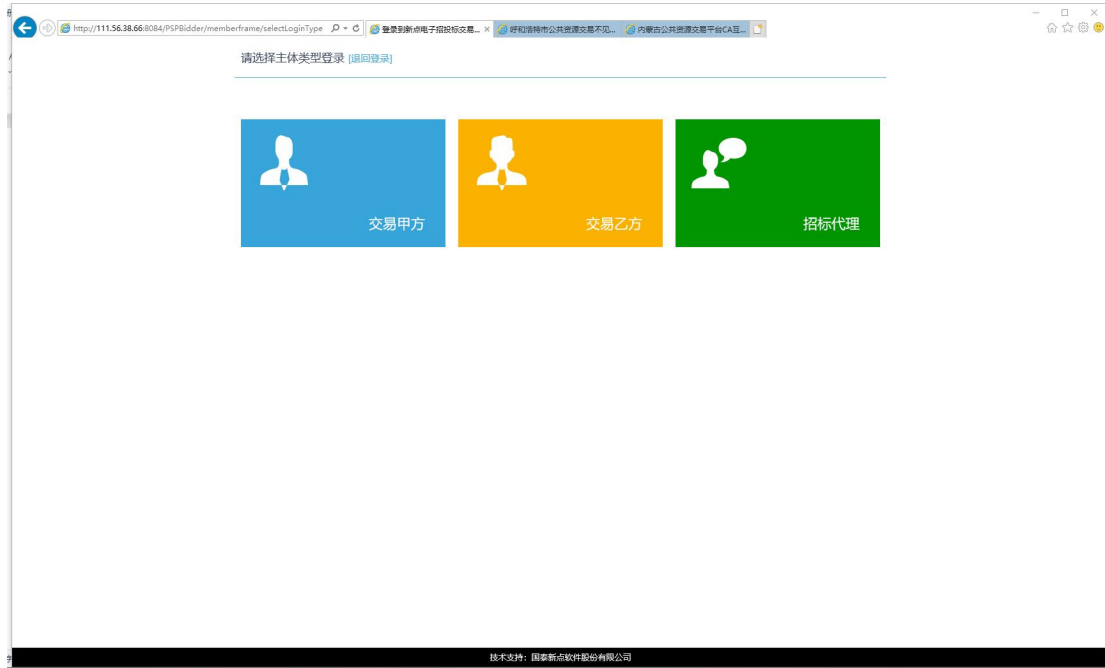 http://111.56.38.66:8084/PSPBidder/memberframe/selectLoginType
登录到新点电子招投标交易...
呼和浩特市公共资源交易不见...
内蒙古公共资源交易平台CA互...
请选择主体类型登录 [退回登录]
交易甲方
交易乙方
招标代理
技术支持：国泰新点软件股份有限公司